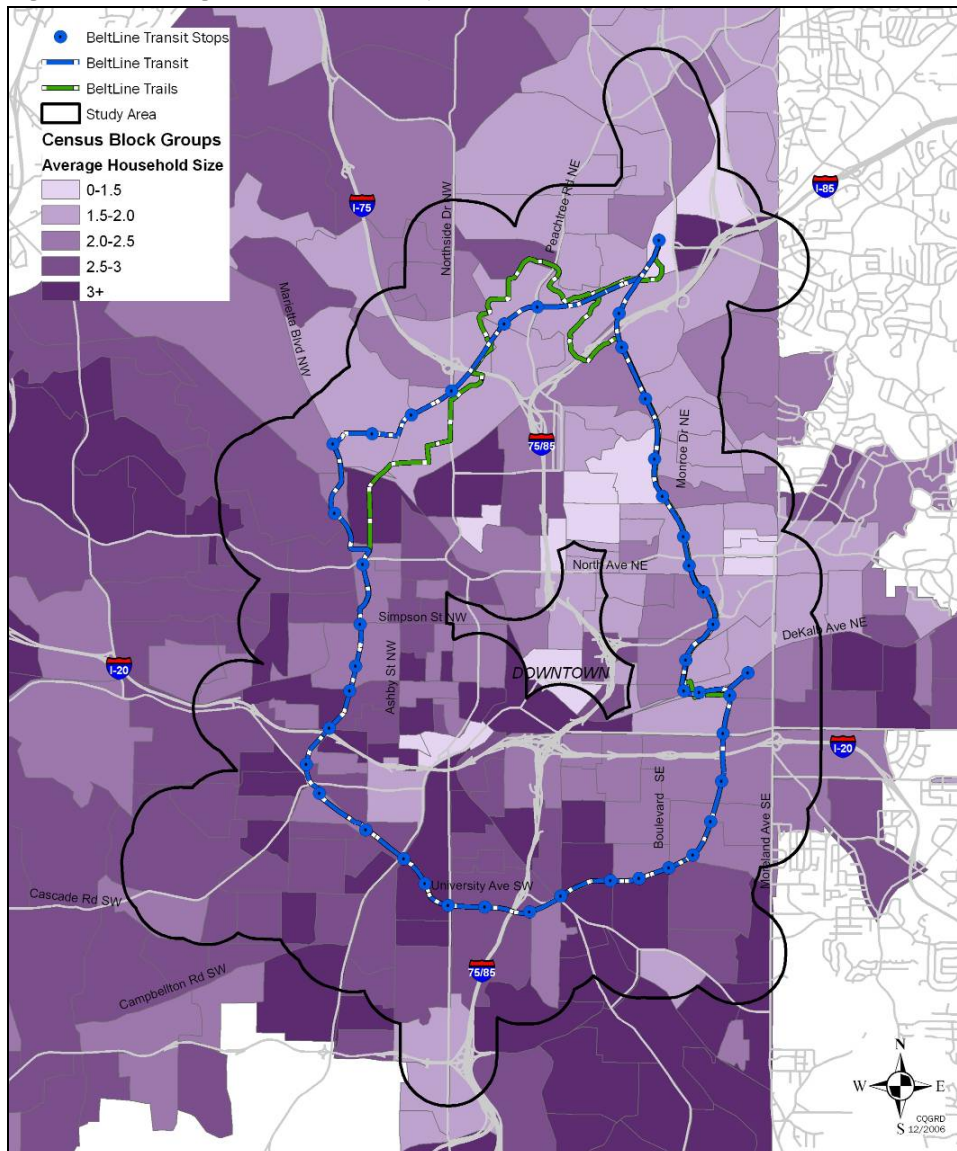 BeltLine Transit Stops
BeltLine Transit
BeltLine Trails
Study Area
Census Block Groups
Average Household Size
0-1.5
1.5-2.0
2.0-2.5
2.5-3
3+
I-75
Northside Dr NW
Peachtree Rd NE
I-85
Marietta Blvd NW
75/85
Monroe Dr NE
North Ave NE
Simpson St NW
DeKalb Ave NE
I-20
Ashby St NW
DOWNTOWN
I-20
Boulevard SE
Moreland Ave SE
University Ave SW
Cascade Rd SW
Campbellton Rd SW
75/85
N
W
E
S
CQGRD
12/2006